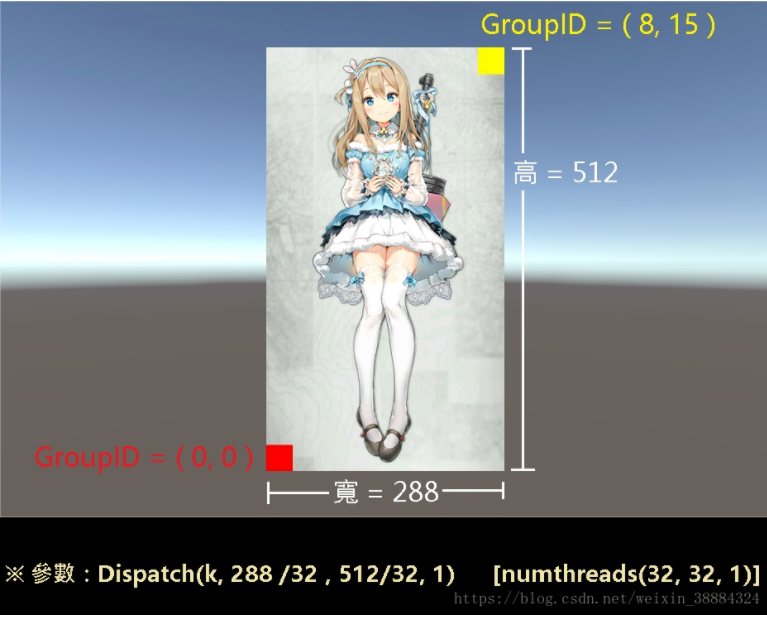 GroupID = ( 8, 15 )
高 = 512
GroupID = ( 0, 0 )
寬 = 288
※ 參數：Dispatch(k, 288 /32 , 512/32, 1) [numthreads(32, 32, 1)]
https://blog.csdn.net/weixin_38884324